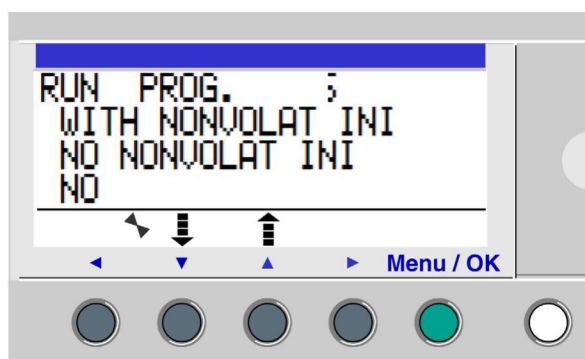 RUN PROG.
WITH NONVOLAT INI
NO NONVOLAT INI
NO
Menu / OK